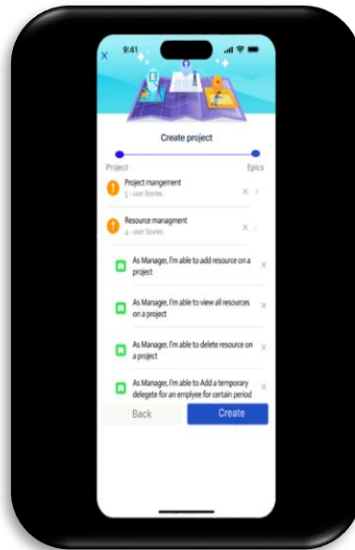 9:41
Create project
Project Epics
Project mangement
5 - user Stories
Resource managment
4 - user Stories
As Manager, I'm able to add resource on a
project
As Manager, I'm able to view all resources
on a project
As Manager, I'm able to delete resource on
a project
As Manager, I'm able to Add a temporary
delegete for an emplyee for certain period
Back Create